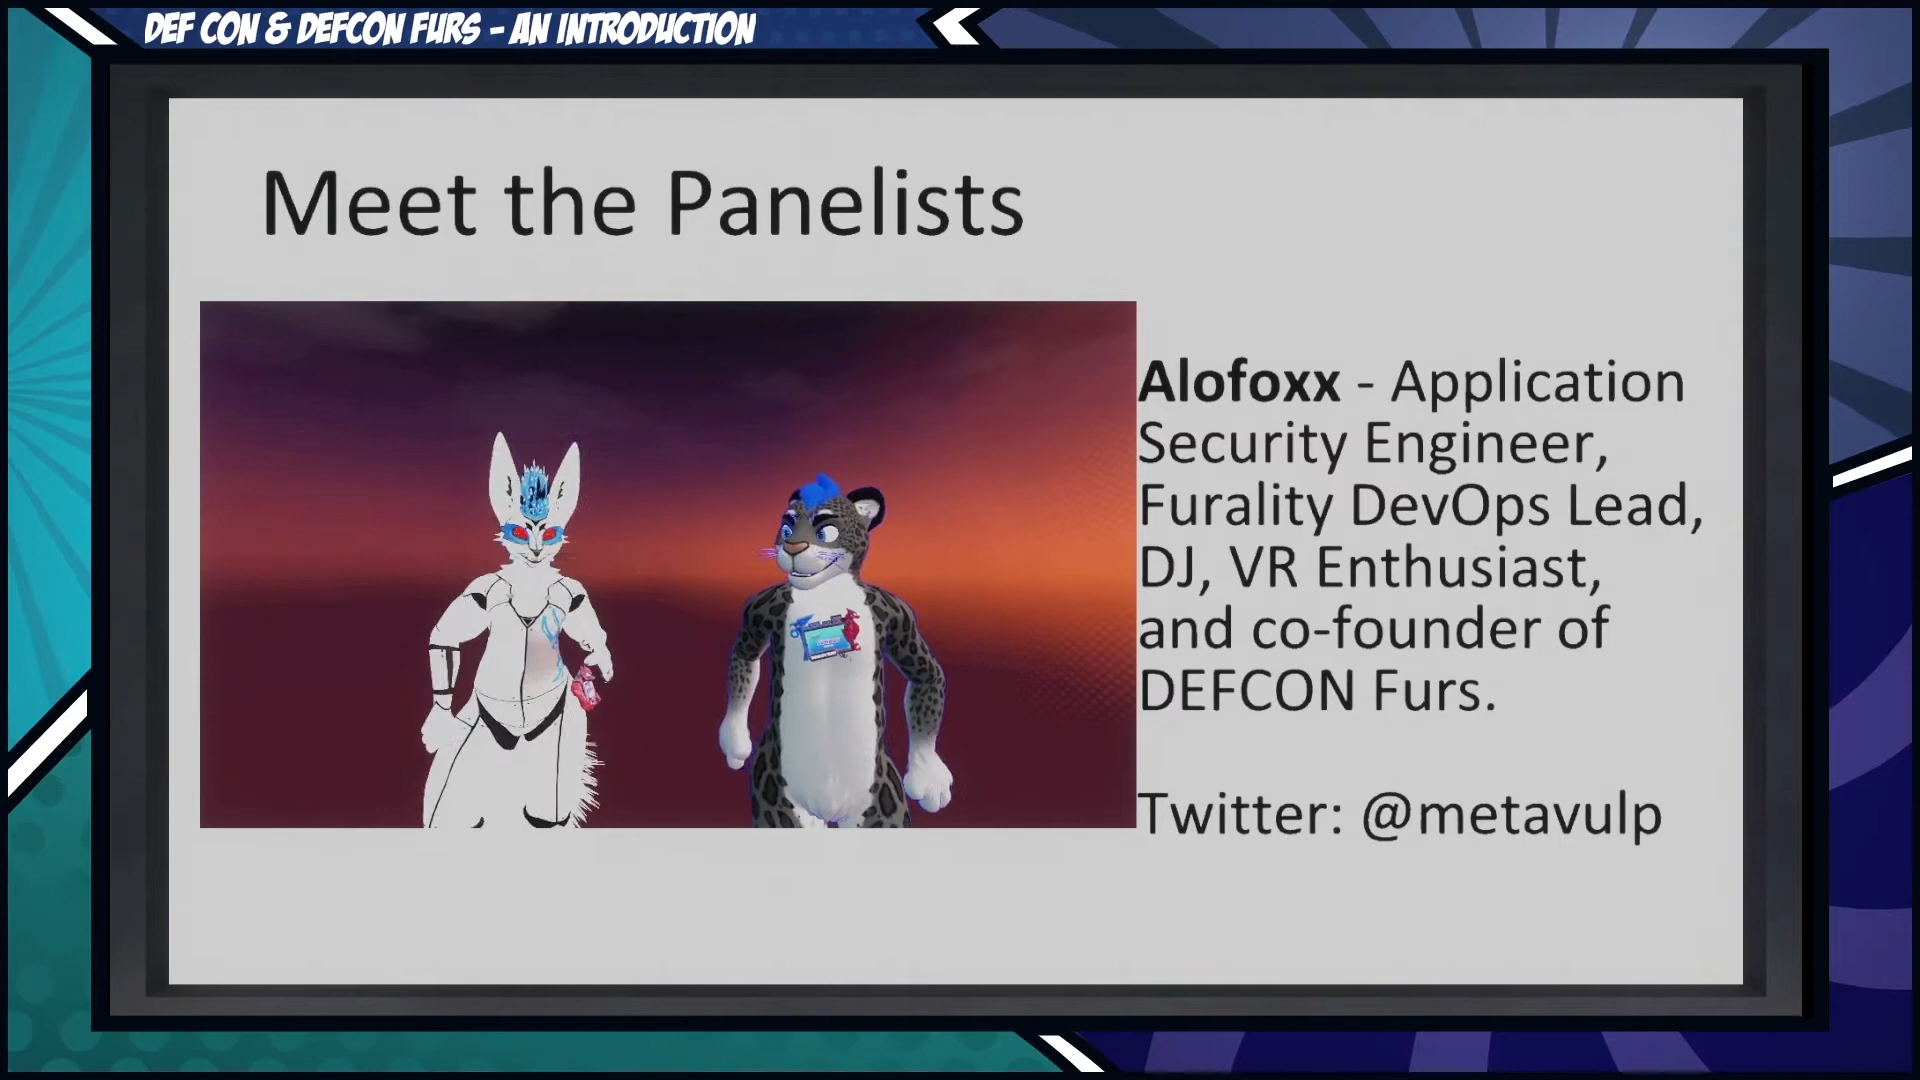 DEF CON & DEFCON FURS - AN INTRODUCTION
Meet the Panelists
Alofoxx - Application
Security Engineer,
Furality DevOps Lead,
DJ, VR Enthusiast,
and co-founder of
DEFCON Furs.
Twitter: @metavulp